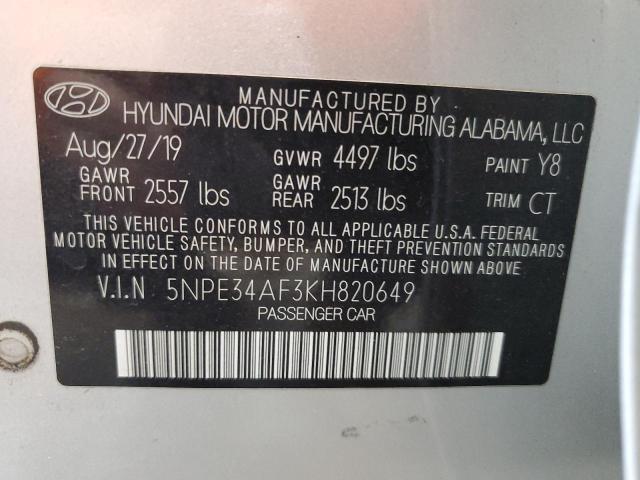 MANUFACTURED BY
HYUNDAI MOTOR MANUFACTURING ALABAMA, LLC
Aug/27/19 GVWR 4497 lbs PAINT Y8
GAWR FRONT 2557 lbs GAWR REAR 2513 lbs TRIM CT
THIS VEHICLE CONFORMS TO ALL APPLICABLE U.S.A. FEDERAL
MOTOR VEHICLE SAFETY, BUMPER, AND THEFT PREVENTION STANDARDS
IN EFFECT ON THE DATE OF MANUFACTURE SHOWN ABOVE.
V.I.N 5NPE34AF3KH820649
PASSENGER CAR